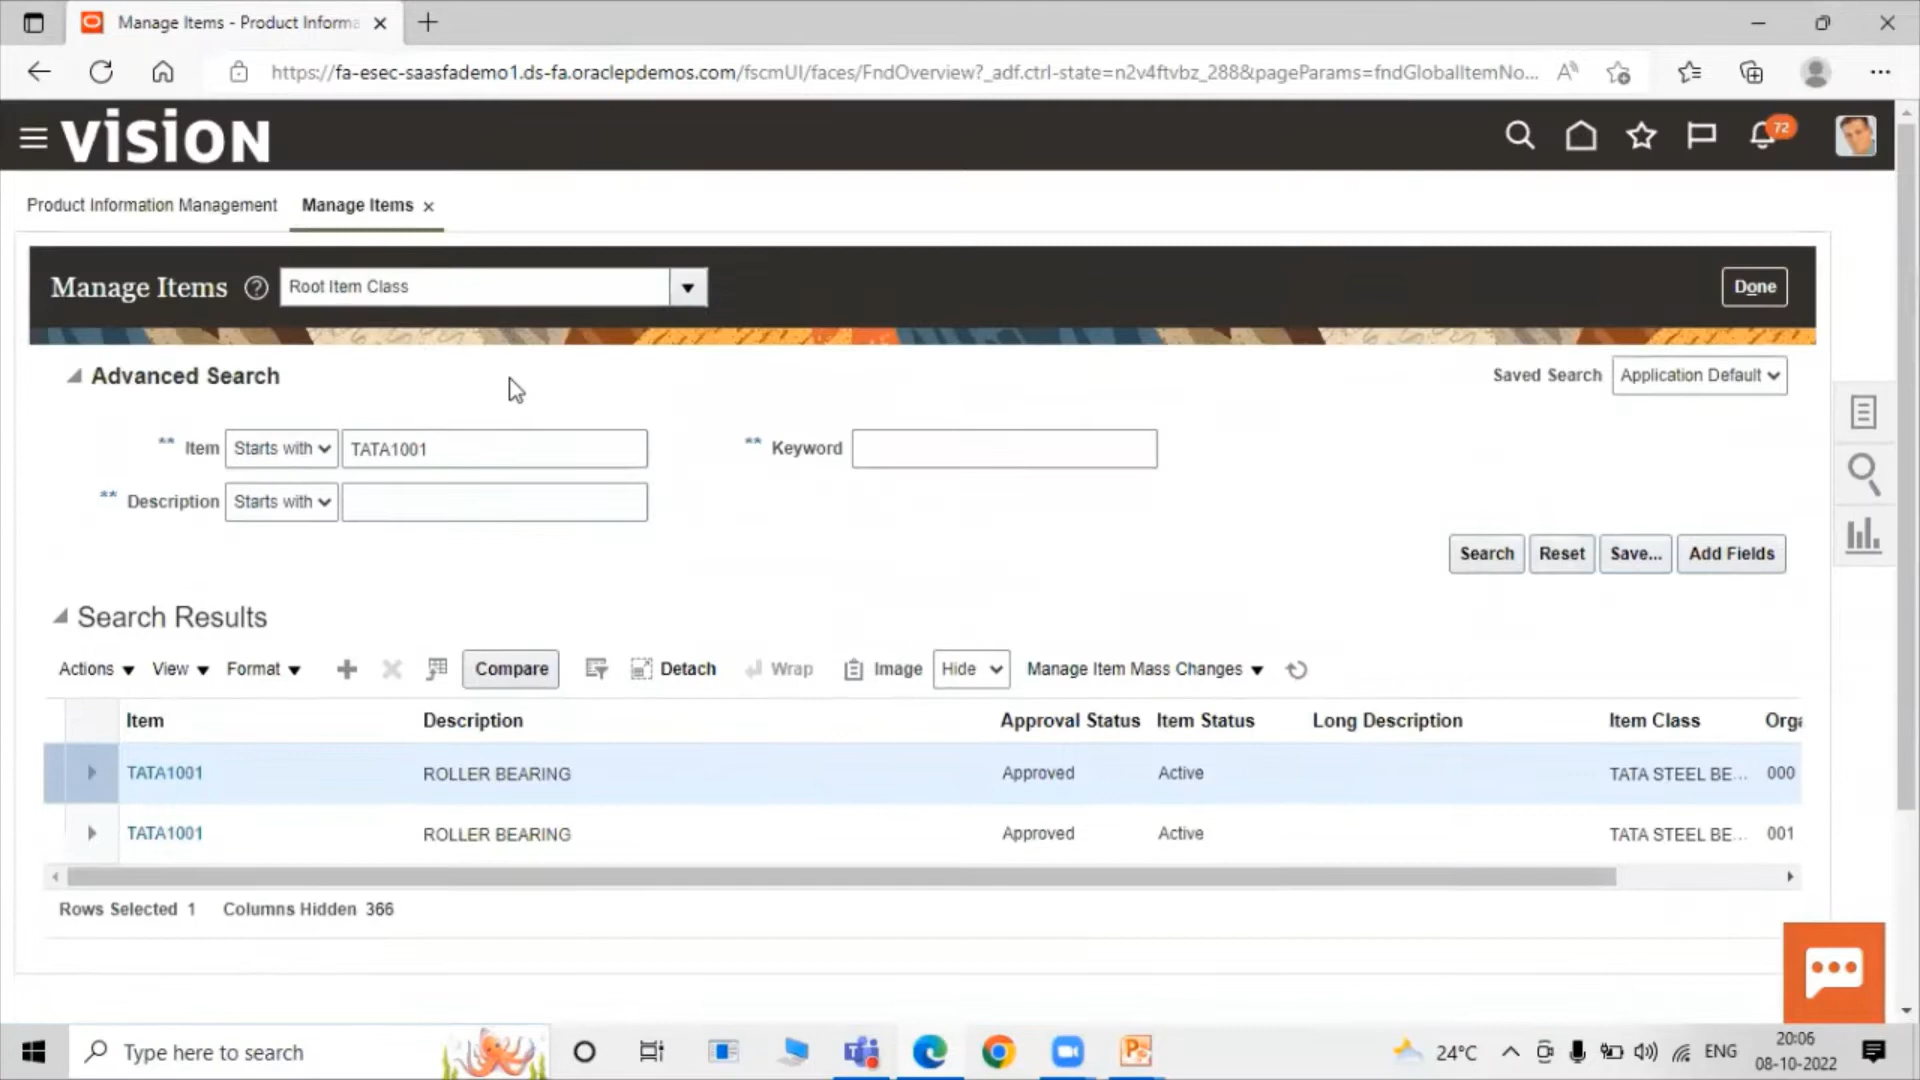 Manage Items - Product Informa
https://fa-esec-saasfademo1.ds-fa.oraclepdemos.com/fscmUI/faces/FndOverview?_adf.ctrl-state=n2v4ftvbz_288&pageParams=fndGlobalItemNo...
VISION
72
Product Information Management Manage Items
Manage Items Root Item Class Done
Advanced Search Saved Search Application Default
** Item Starts with TATA1001 ** Keyword
** Description Starts with
Search Reset Save... Add Fields
Search Results
Actions View Format Compare Detach Wrap Image Hide Manage Item Mass Changes
Item Description Approval Status Item Status Long Description Item Class Orga
TATA1001 ROLLER BEARING Approved Active TATA STEEL BE... 000
TATA1001 ROLLER BEARING Approved Active TATA STEEL BE... 001
Rows Selected 1 Columns Hidden 366
Type here to search 24°C ENG 20:06
08-10-2022